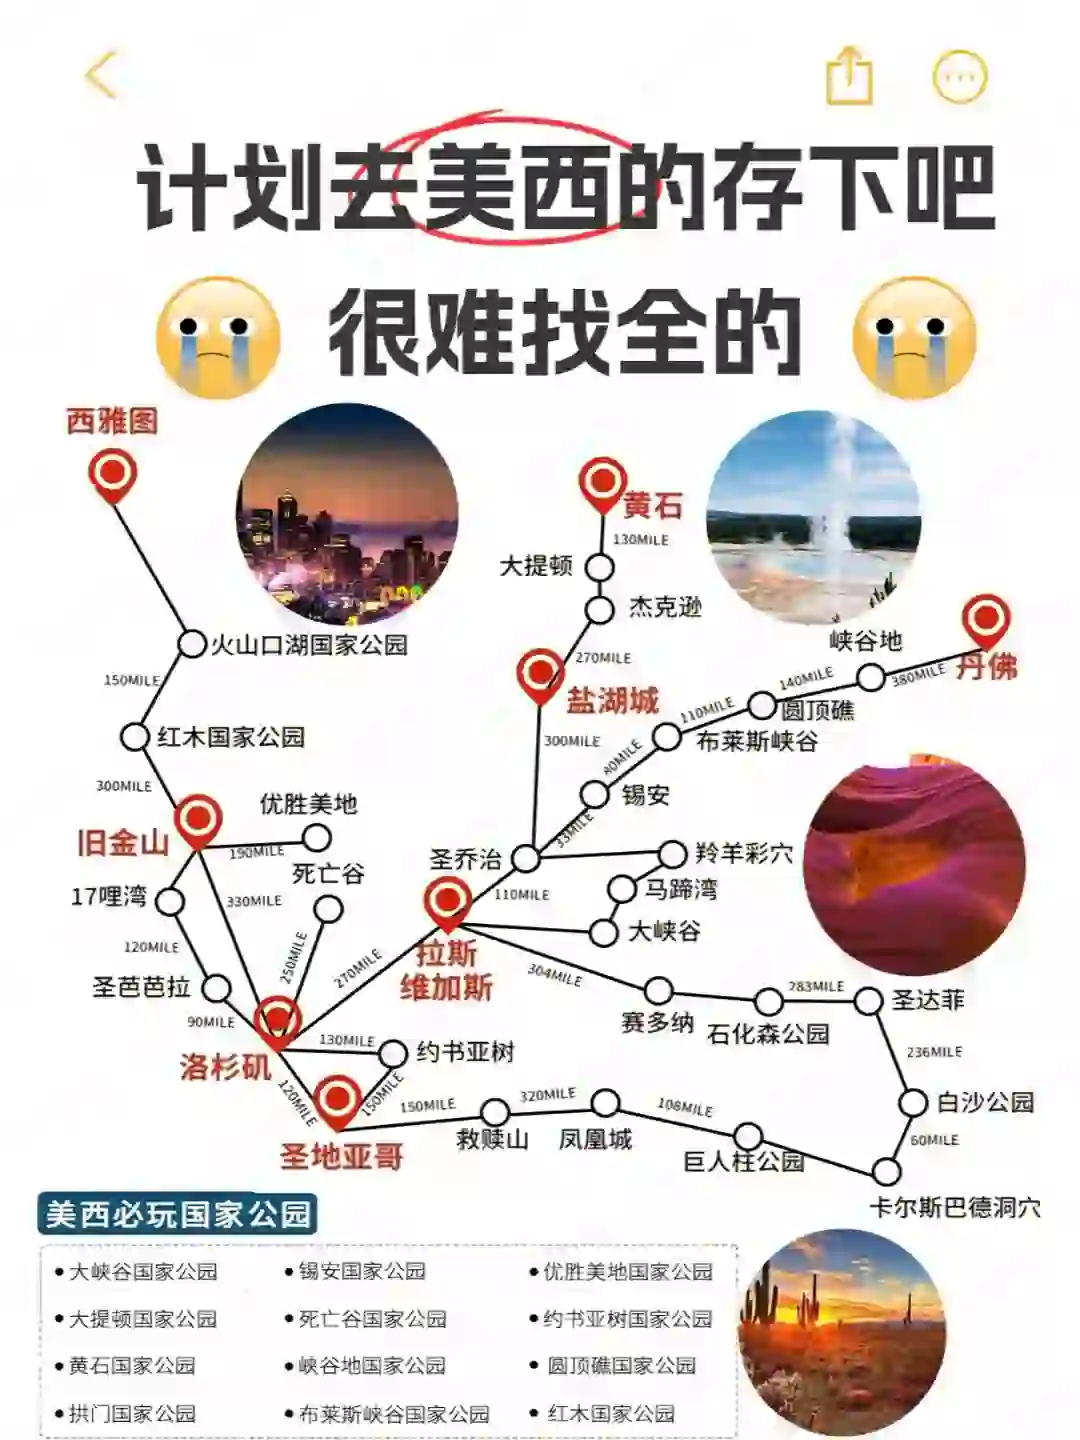 计划去美西的存下吧
很难找全的
西雅图
黄石
130MILE
大提顿
杰克逊
火山口湖国家公园
270MILE
峡谷地
丹佛
150MILE
盐湖城
140MILE
380MILE
110MILE
圆顶礁
红木国家公园
300MILE
80MILE
布莱斯峡谷
300MILE
优胜美地
锡安
旧金山
190MILE
33MILE
圣乔治
羚羊彩穴
死亡谷
17哩湾
330MILE
110MILE
马蹄湾
大峡谷
120MILE
250MILE
270MILE
拉斯
维加斯
304MILE
圣芭芭拉
283MILE
圣达菲
90MILE
赛多纳
石化森公园
130MILE
约书亚树
236MILE
洛杉矶
120MILE
150MILE
150MILE
320MILE
108MILE
白沙公园
救赎山
凤凰城
60MILE
圣地亚哥
巨人柱公园
卡尔斯巴德洞穴
美西必玩国家公园
•大峡谷国家公园 •锡安国家公园 •优胜美地国家公园
•大提顿国家公园 •死亡谷国家公园 •约书亚树国家公园
•黄石国家公园 •峡谷地国家公园 •圆顶礁国家公园
•拱门国家公园 •布莱斯峡谷国家公园 •红木国家公园